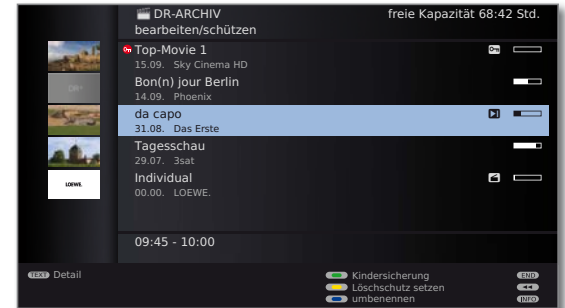 DR-ARCHIV freie Kapazität 68:42 Std.
bearbeiten/schützen
Top-Movie 1
15.09. Sky Cinema HD
Bon(n) jour Berlin
14.09. Phoenix
da capo
31.08. Das Erste
Tagesschau
29.07. 3sat
Individual
00.00. LOEWE.
LOEWE.
09:45 - 10:00
TEXT Detail
Kindersicherung END
Löschschutz setzen
umbenennen INFO